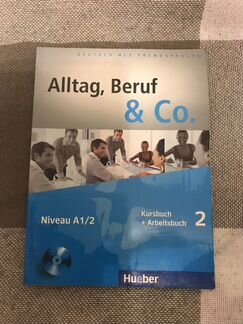 DEUTSCH ALS FREMDSPRACHE
Alltag, Beruf
& Co.
Niveau A1/2
Kursbuch
+ Arbeitsbuch
2
Hueber